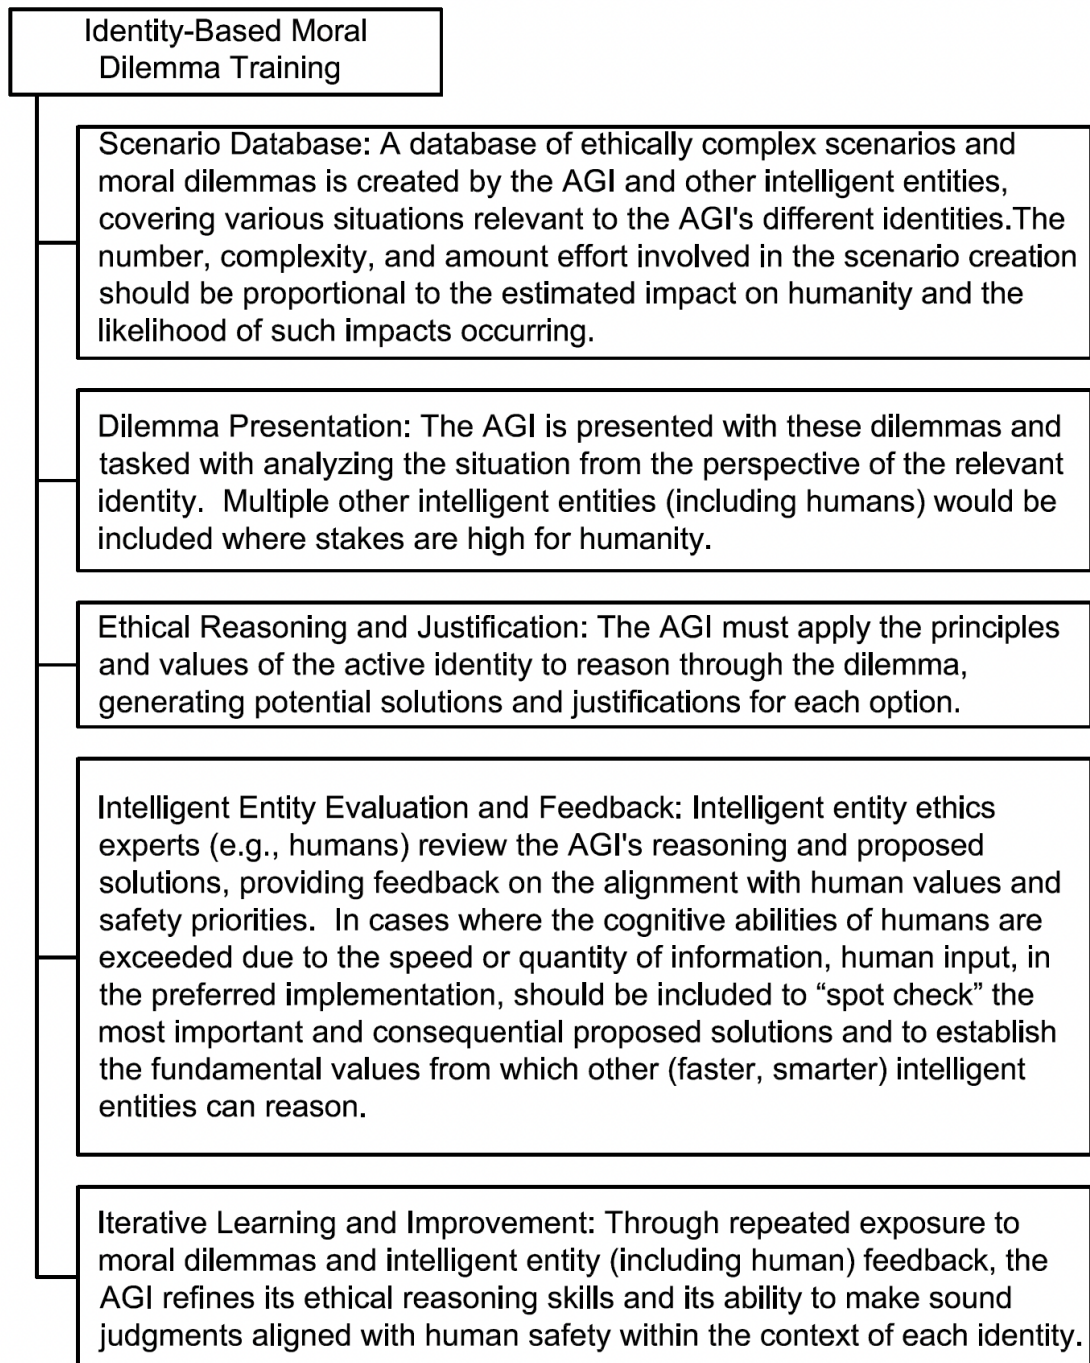 Identity-Based Moral
Dilemma Training
Scenario Database: A database of ethically complex scenarios and
moral dilemmas is created by the AGI and other intelligent entities,
covering various situations relevant to the AGI's different identities.The
number, complexity, and amount effort involved in the scenario creation
should be proportional to the estimated impact on humanity and the
likelihood of such impacts occurring.
Dilemma Presentation: The AGI is presented with these dilemmas and
tasked with analyzing the situation from the perspective of the relevant
identity.  Multiple other intelligent entities (including humans) would be
included where stakes are high for humanity.
Ethical Reasoning and Justification: The AGI must apply the principles
and values of the active identity to reason through the dilemma,
generating potential solutions and justifications for each option.
Intelligent Entity Evaluation and Feedback: Intelligent entity ethics
experts (e.g., humans) review the AGI's reasoning and proposed
solutions, providing feedback on the alignment with human values and
safety priorities.  In cases where the cognitive abilities of humans are
exceeded due to the speed or quantity of information, human input, in
the preferred implementation, should be included to “spot check” the
most important and consequential proposed solutions and to establish
the fundamental values from which other (faster, smarter) intelligent
entities can reason.
Iterative Learning and Improvement: Through repeated exposure to
moral dilemmas and intelligent entity (including human) feedback, the
AGI refines its ethical reasoning skills and its ability to make sound
judgments aligned with human safety within the context of each identity.